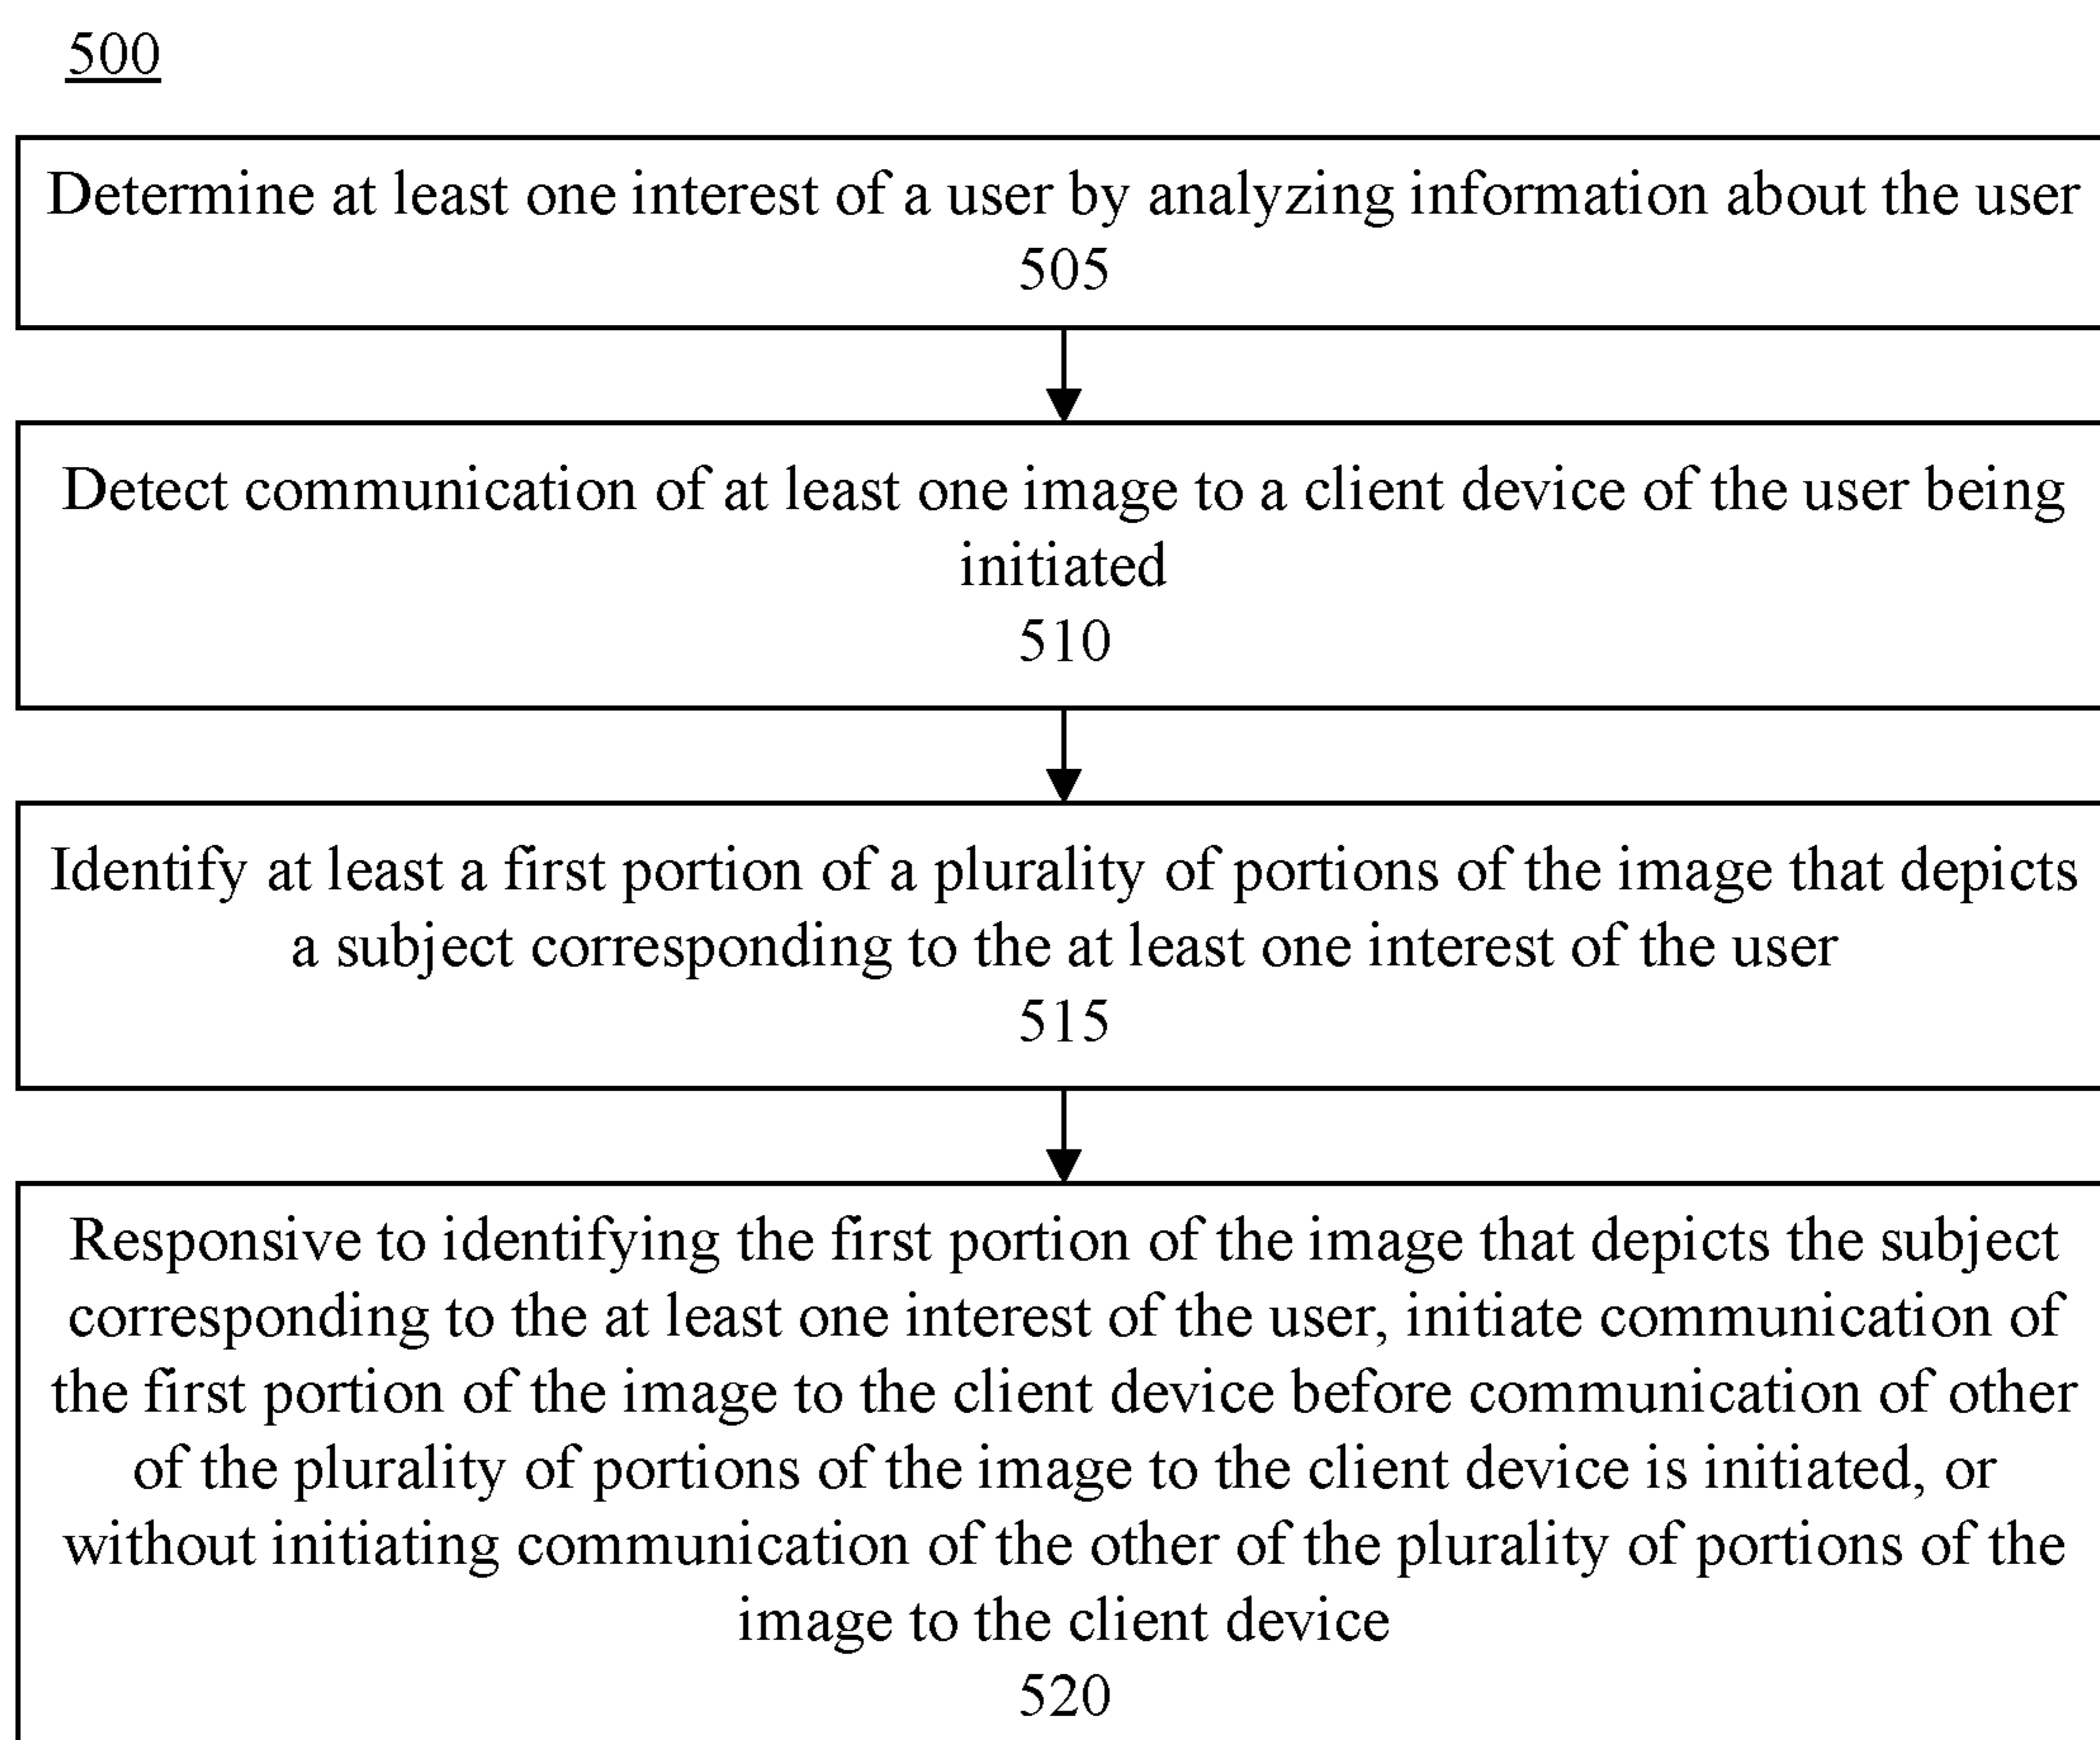 500
Determine at least one interest of a user by analyzing information about the user
505
Detect communication of at least one image to a client device of the user being
initiated
510
Identify at least a first portion of a plurality of portions of the image that depicts
a subject corresponding to the at least one interest of the user
515
Responsive to identifying the first portion of the image that depicts the subject
corresponding to the at least one interest of the user, initiate communication of
the first portion of the image to the client device before communication of other
of the plurality of portions of the image to the client device is initiated, or
without initiating communication of the other of the plurality of portions of the
image to the client device
520